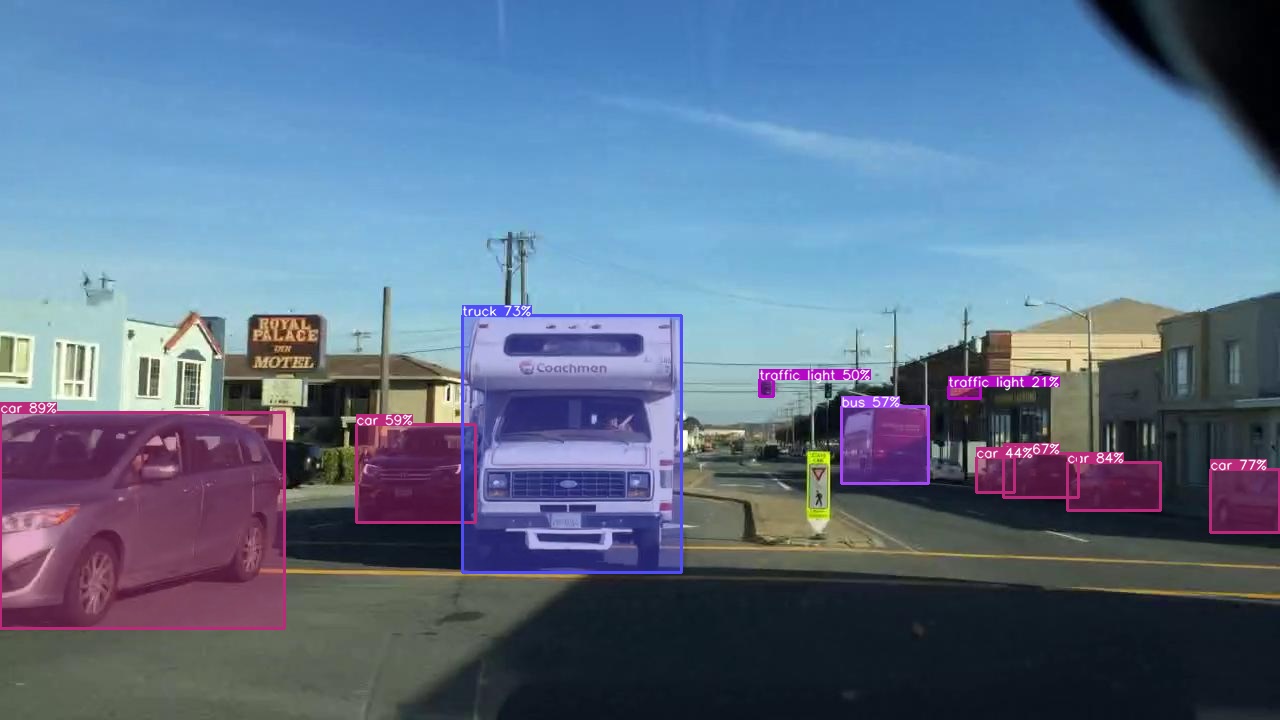 truck 73%
ROYAL
PALACE
INN
MOTEL
Coachmen
traffic light 50%
traffic light 21%
bus 57%
car 89%
car 59%
car 44%
67%
car 84%
car 77%